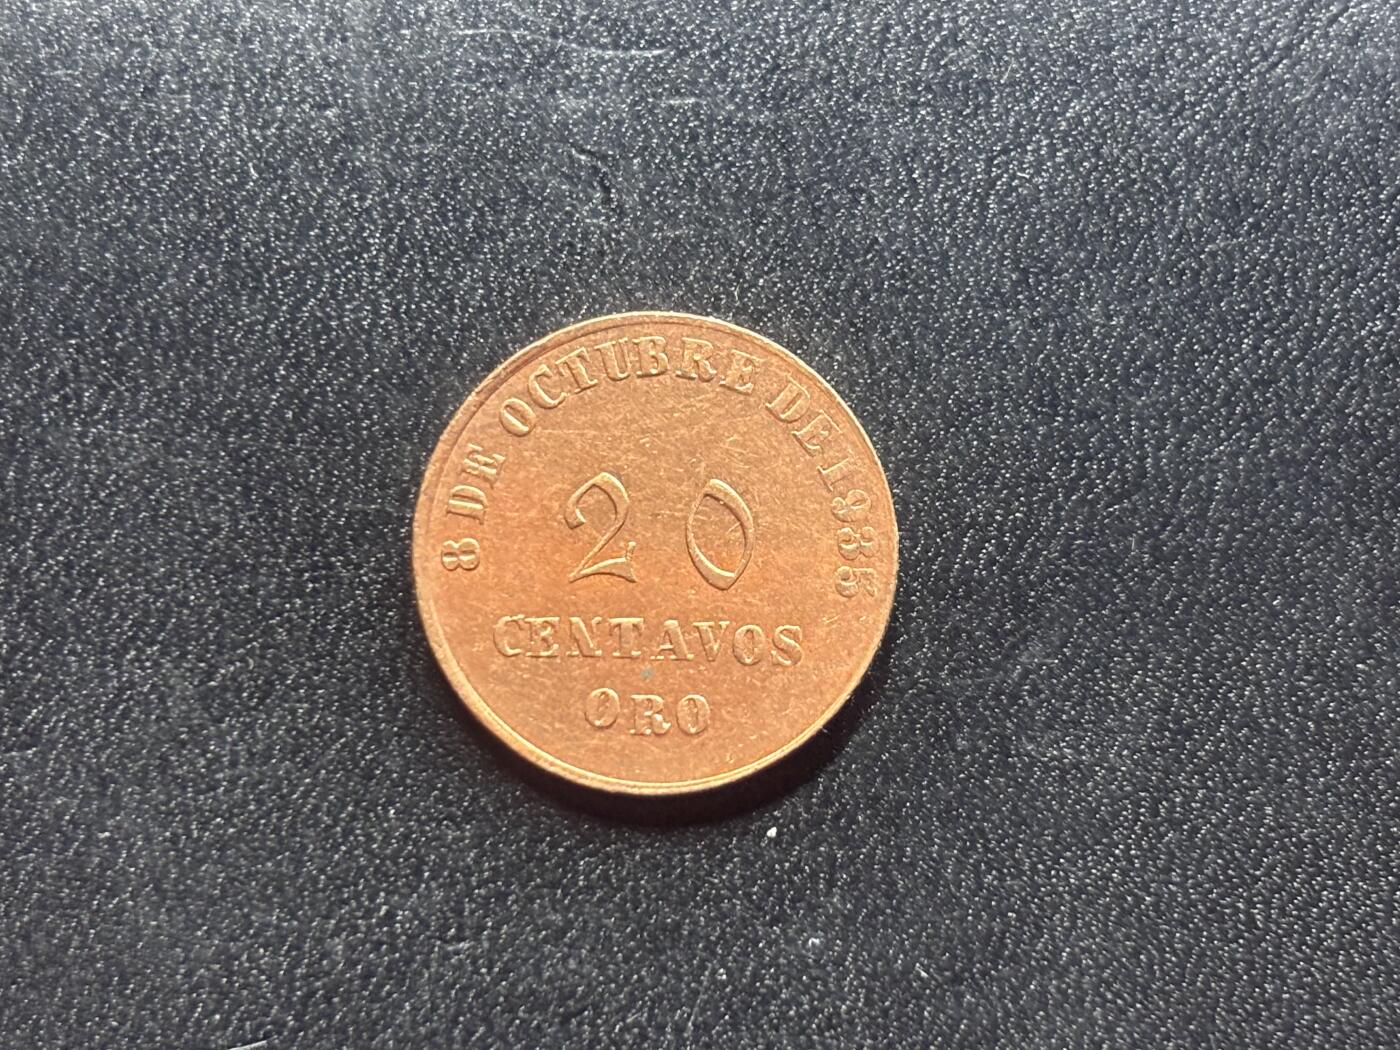 8 DE OCTUBRE DE 1935
20
CENTAVOS
ORO